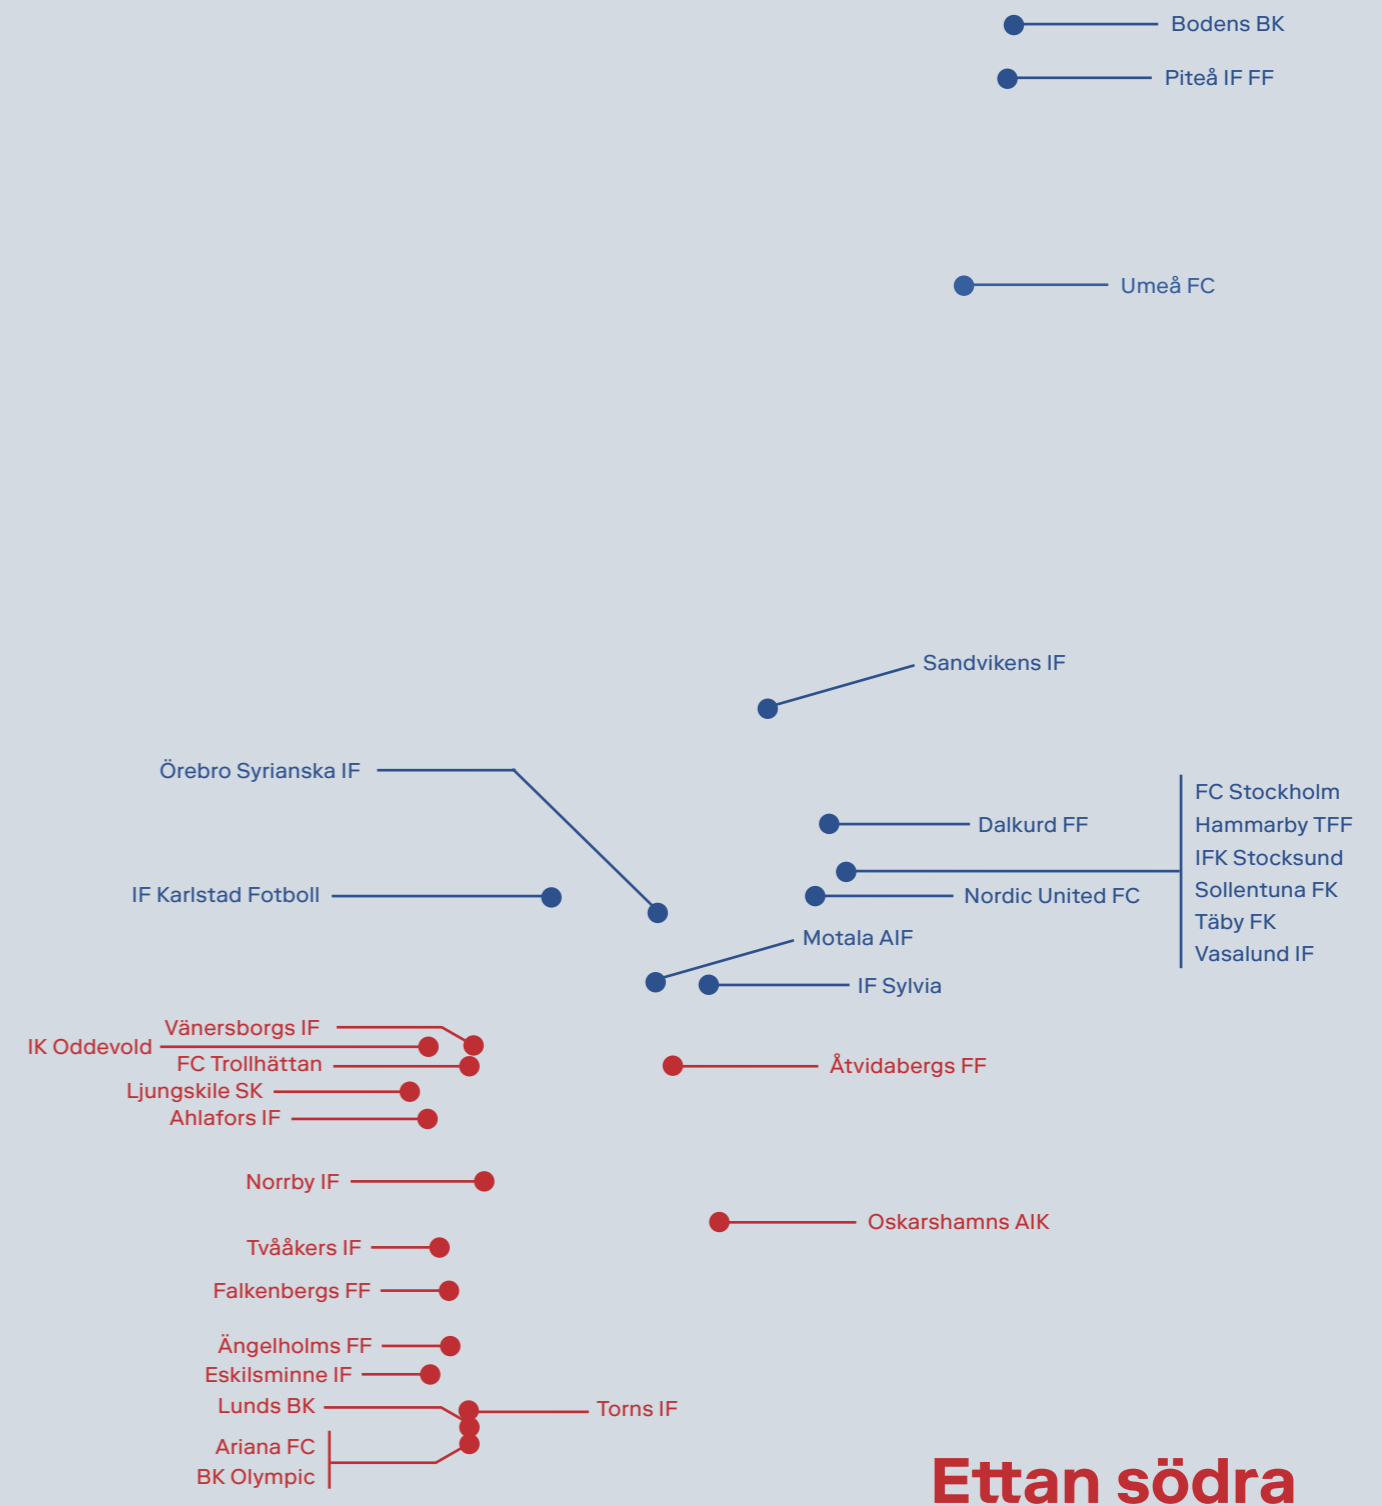 Bodens BK
Piteå IF FF
Umeå FC
Sandvikens IF
Örebro Syrianska IF
FC Stockholm
Hammarby TFF
IFK Stocksund
Sollentuna FK
Täby FK
Vasalund IF
Dalkurd FF
IF Karlstad Fotboll
Nordic United FC
Motala AIF
IF Sylvia
Vänersborgs IF
IK Oddevold
FC Trollhättan
Åtvidabergs FF
Ljungskile SK
Ahlafors IF
Norrby IF
Oskarshamns AIK
Tvååkers IF
Falkenbergs FF
Ängelholms FF
Eskilsminne IF
Lunds BK
Torns IF
Ariana FC
BK Olympic
Ettan södra